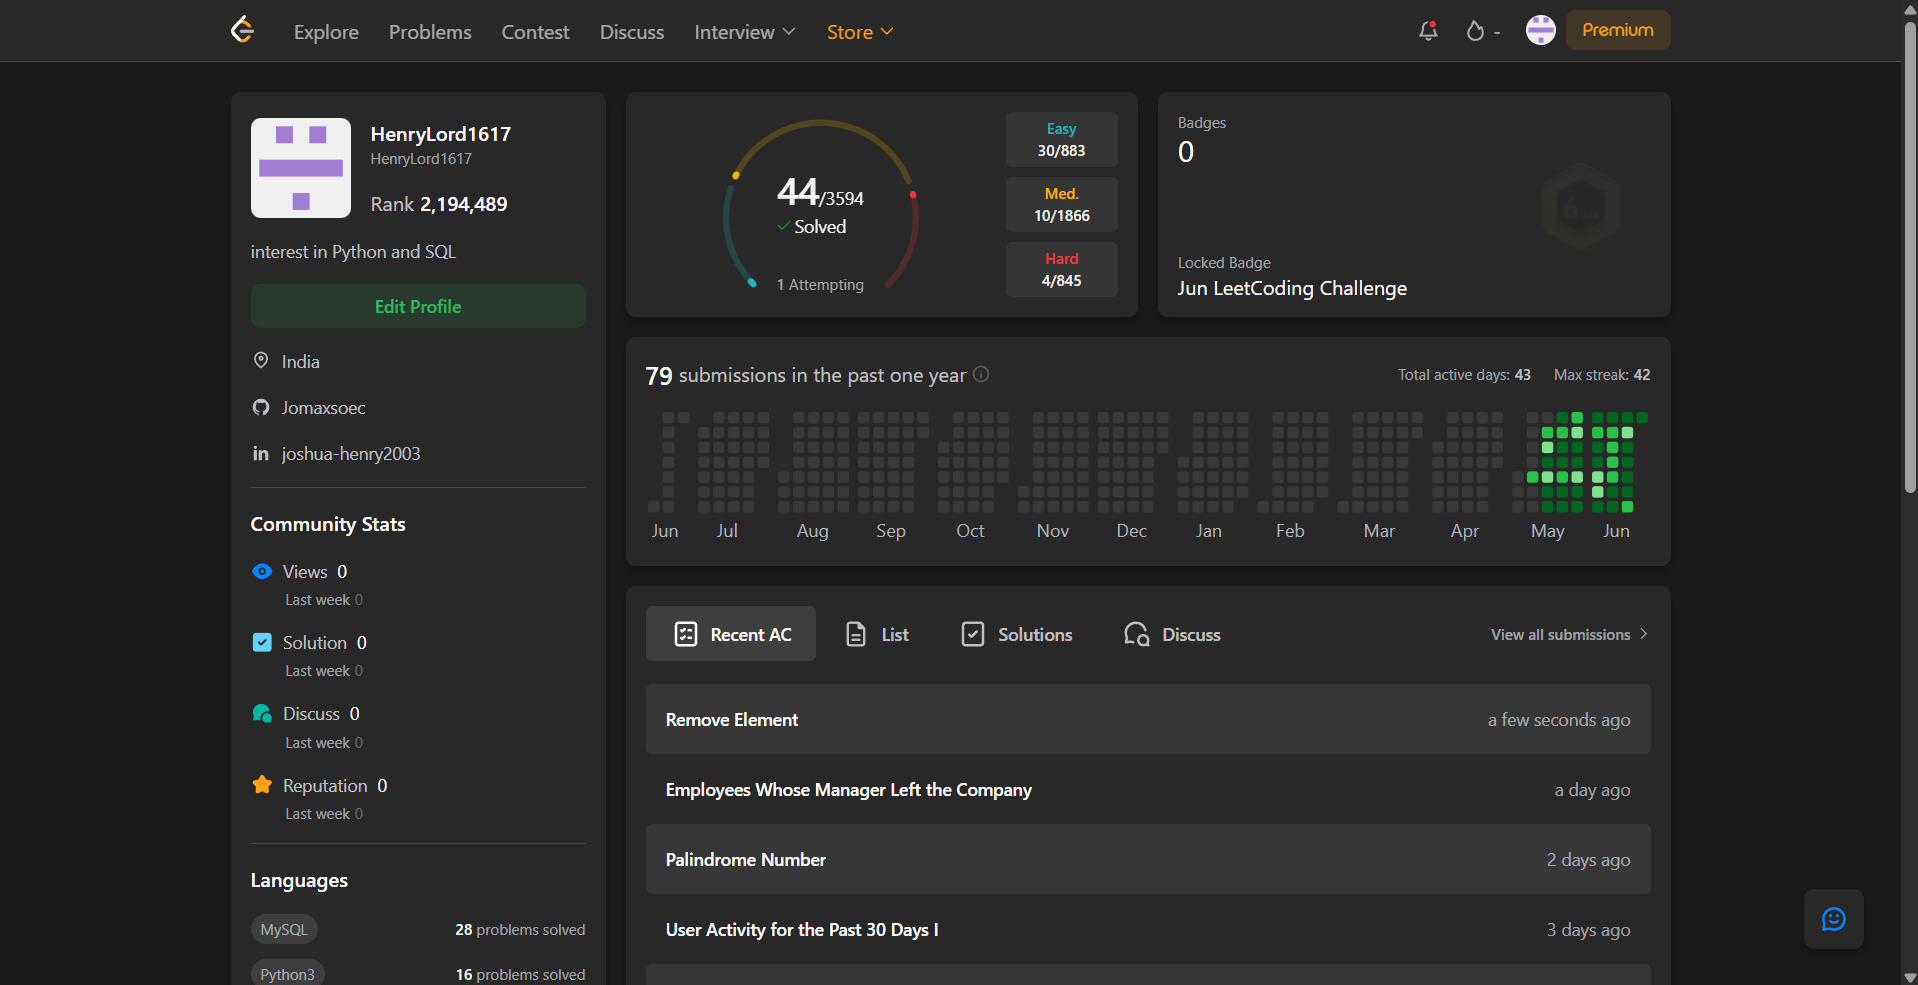 Explore Problems Contest Discuss Interview Store - Premium
HenryLord1617
HenryLord1617
Rank 2,194,489
interest in Python and SQL
Edit Profile
India
Jomaxsoec
in joshua-henry2003
Community Stats
Views 0
Last week 0
Solution 0
Last week 0
Discuss 0
Last week 0
Reputation 0
Last week 0
Languages
MySQL 28 problems solved
Python3 16 problems solved
44/3594
Solved
1 Attempting
Easy
30/883
Med.
10/1866
Hard
4/845
Badges
0
Locked Badge
Jun LeetCoding Challenge
79 submissions in the past one year Total active days: 43 Max streak: 42
Jun Jul Aug Sep Oct Nov Dec Jan Feb Mar Apr May Jun
Recent AC List Solutions Discuss View all submissions
Remove Element a few seconds ago
Employees Whose Manager Left the Company a day ago
Palindrome Number 2 days ago
User Activity for the Past 30 Days I 3 days ago